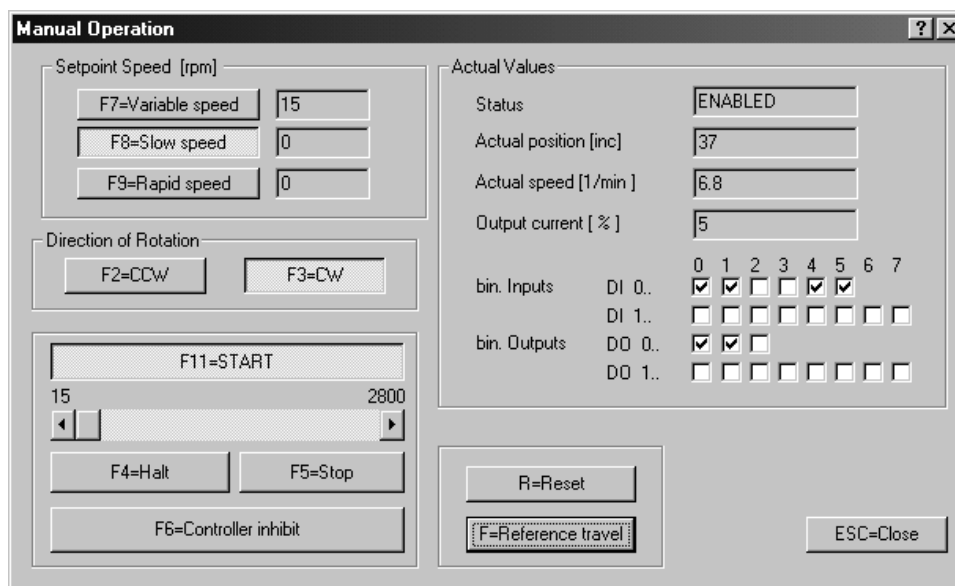 Manual Operation
Setpoint Speed [rpm]
F7=Variable speed 15
F8=Slow speed 0
F9=Rapid speed 0
Direction of Rotation
F2=CCW F3=CW
F11=START
15 2800
F4=Halt F5=Stop
F6=Controller inhibit
Actual Values
Status ENABLED
Actual position [inc] 37
Actual speed [1/min ] 6.8
Output current [ % ] 5
0 1 2 3 4 5 6 7
bin. Inputs DI 0..
DI 1..
bin. Outputs DO 0..
DO 1..
R=Reset
F=Reference travel
ESC=Close